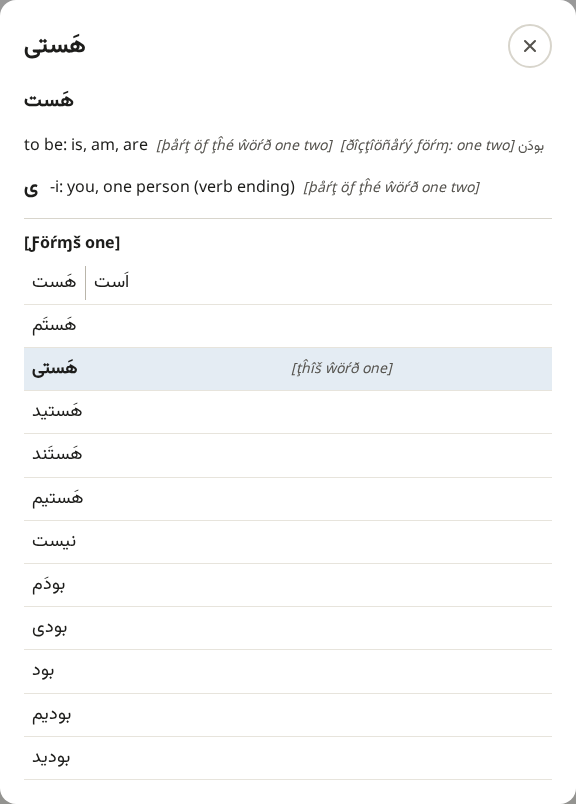 هَستی
هَست
to be: is, am, are [þåŕţ öƒ ţĥé ŵöŕð one two] [ðîçţîöñåŕý ƒöŕɱ: one two] بودَن
ی -i: you, one person (verb ending) [þåŕţ öƒ ţĥé ŵöŕð one two]
[Ƒöŕɱš one]
هَست اَست
هَستَم
هَستی [ţĥîš ŵöŕð one]
هَستید
هَستَند
هَستیم
نیست
بودَم
بودی
بود
بودیم
بودید